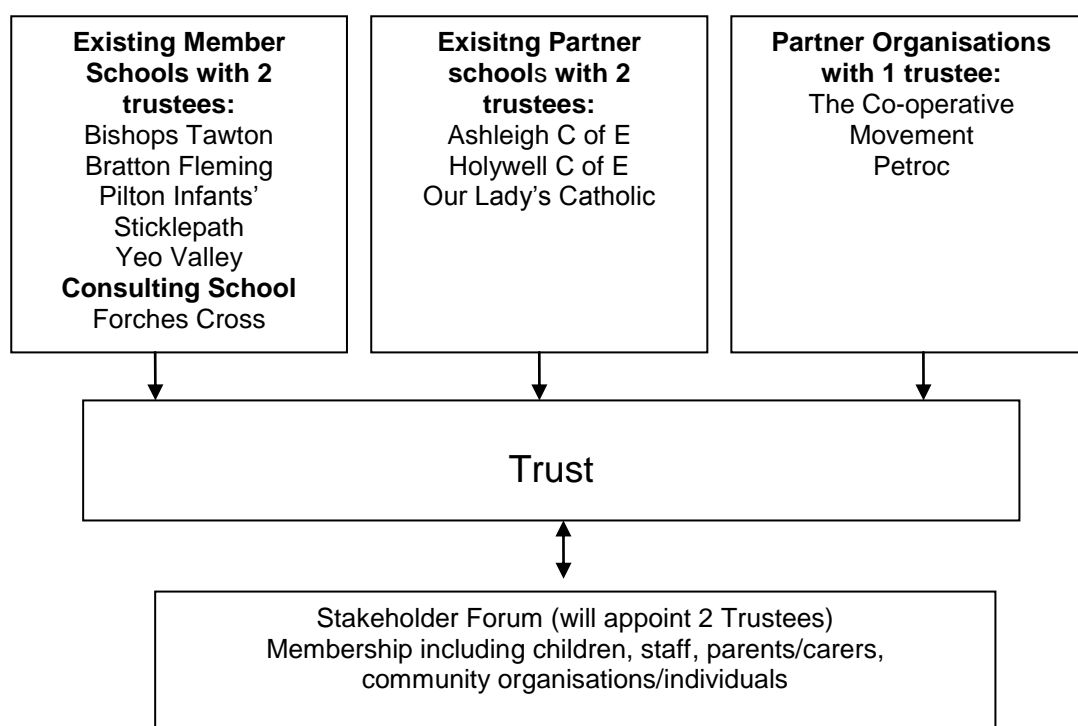 Existing Member
Schools with 2
trustees:
Bishops Tawton
Bratton Fleming
Pilton Infants’
Sticklepath
Yeo Valley
Consulting School
Forches Cross
Exisitng Partner
schools with 2
trustees:
Ashleigh C of E
Holywell C of E
Our Lady’s Catholic
Partner Organisations
with 1 trustee:
The Co-operative
Movement
Petroc
Trust
Stakeholder Forum (will appoint 2 Trustees)
Membership including children, staff, parents/carers,
community organisations/individuals